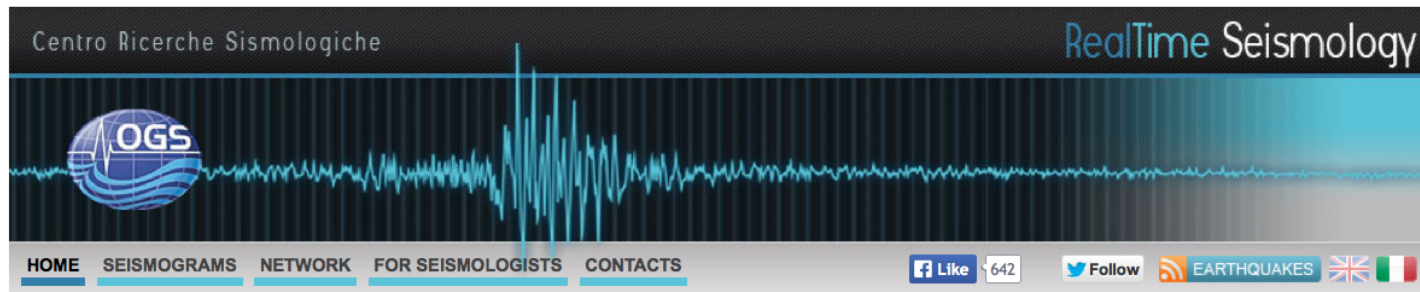 Centro Ricerche Sismologiche
RealTime Seismology
OGS
HOME SEISMOGRAMS NETWORK FOR SEISMOLOGISTS CONTACTS
Like 642 Follow EARTHQUAKES